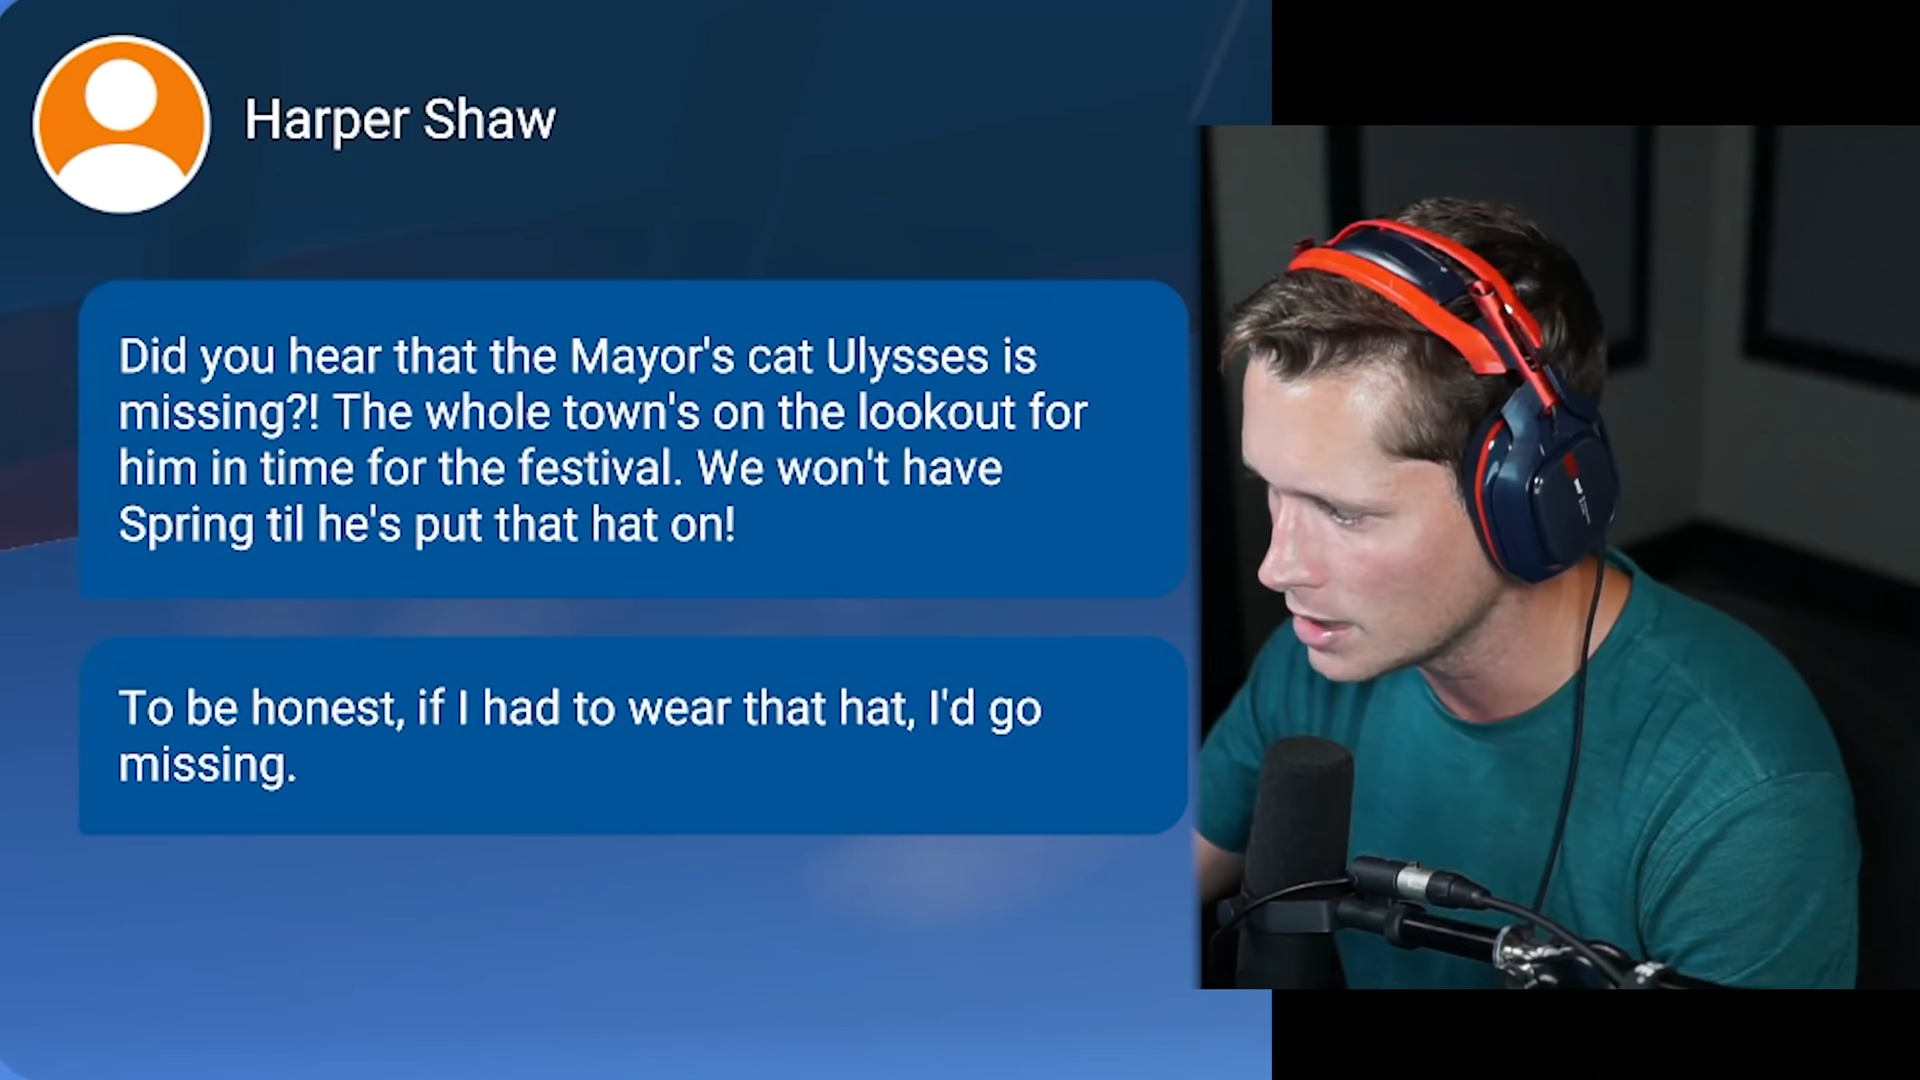 Harper Shaw
Did you hear that the Mayor's cat Ulysses is
missing?! The whole town's on the lookout for
him in time for the festival. We won't have
Spring til he's put that hat on!
To be honest, if I had to wear that hat, I'd go
missing.